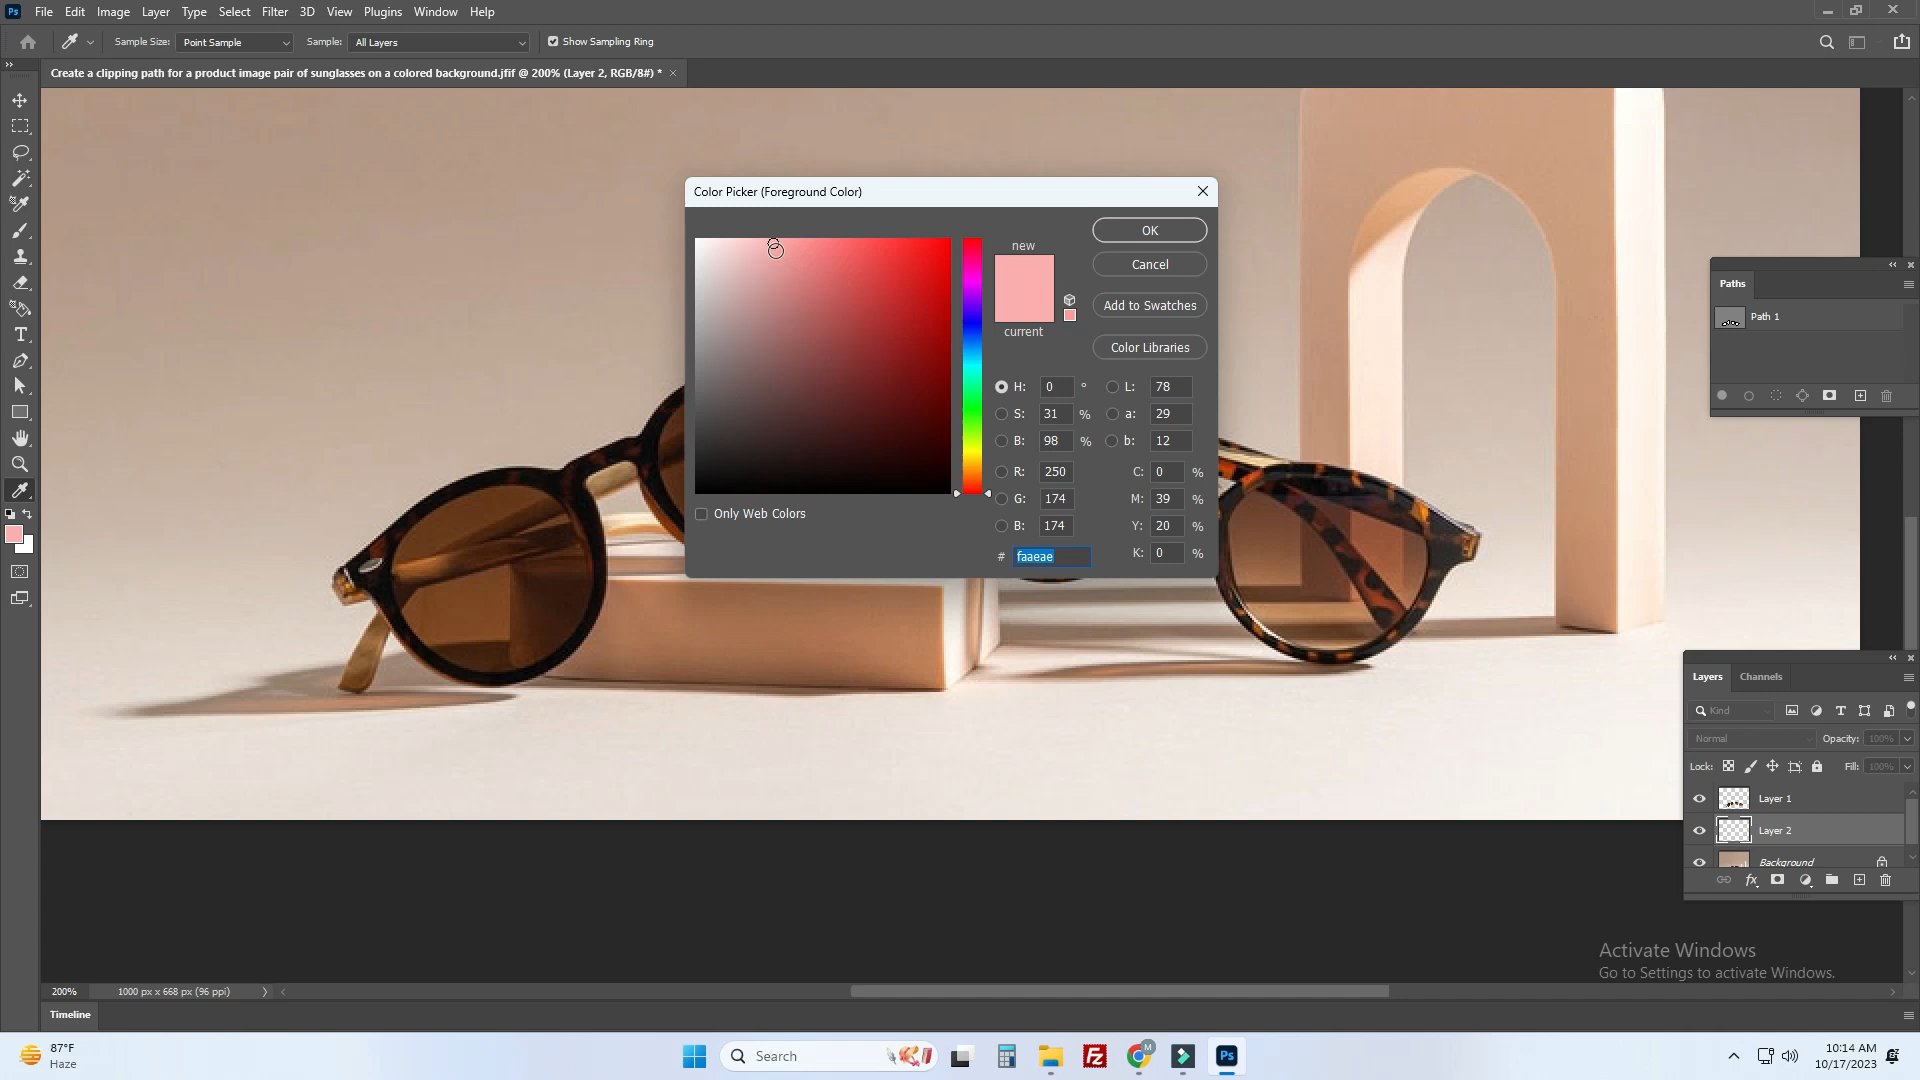 Ps File Edit Image Layer Type Select Filter 3D View Plugins Window Help
Sample Size: Point Sample Sample: All Layers Show Sampling Ring
Create a clipping path for a product image pair of sunglasses on a colored background.jfif @ 200% (Layer 2, RGB/8#) *
Color Picker (Foreground Color)
new
current
OK
Cancel
Add to Swatches
Color Libraries
H: 0 ° L: 78
S: 31 % a: 29
B: 98 % b: 12
R: 250 C: 0 %
G: 174 M: 39 %
B: 174 Y: 20 %
# faaeae K: 0 %
Only Web Colors
Paths
Path 1
Layers Channels
Kind
Normal Opacity: 100%
Lock: Fill: 100%
Layer 1
Layer 2
Background
Activate Windows
Go to Settings to activate Windows.
200% 1000 px x 668 px (96 ppi)
Timeline
87°F
Haze
Search
M
Fz
Ps
10:14 AM
10/17/2023